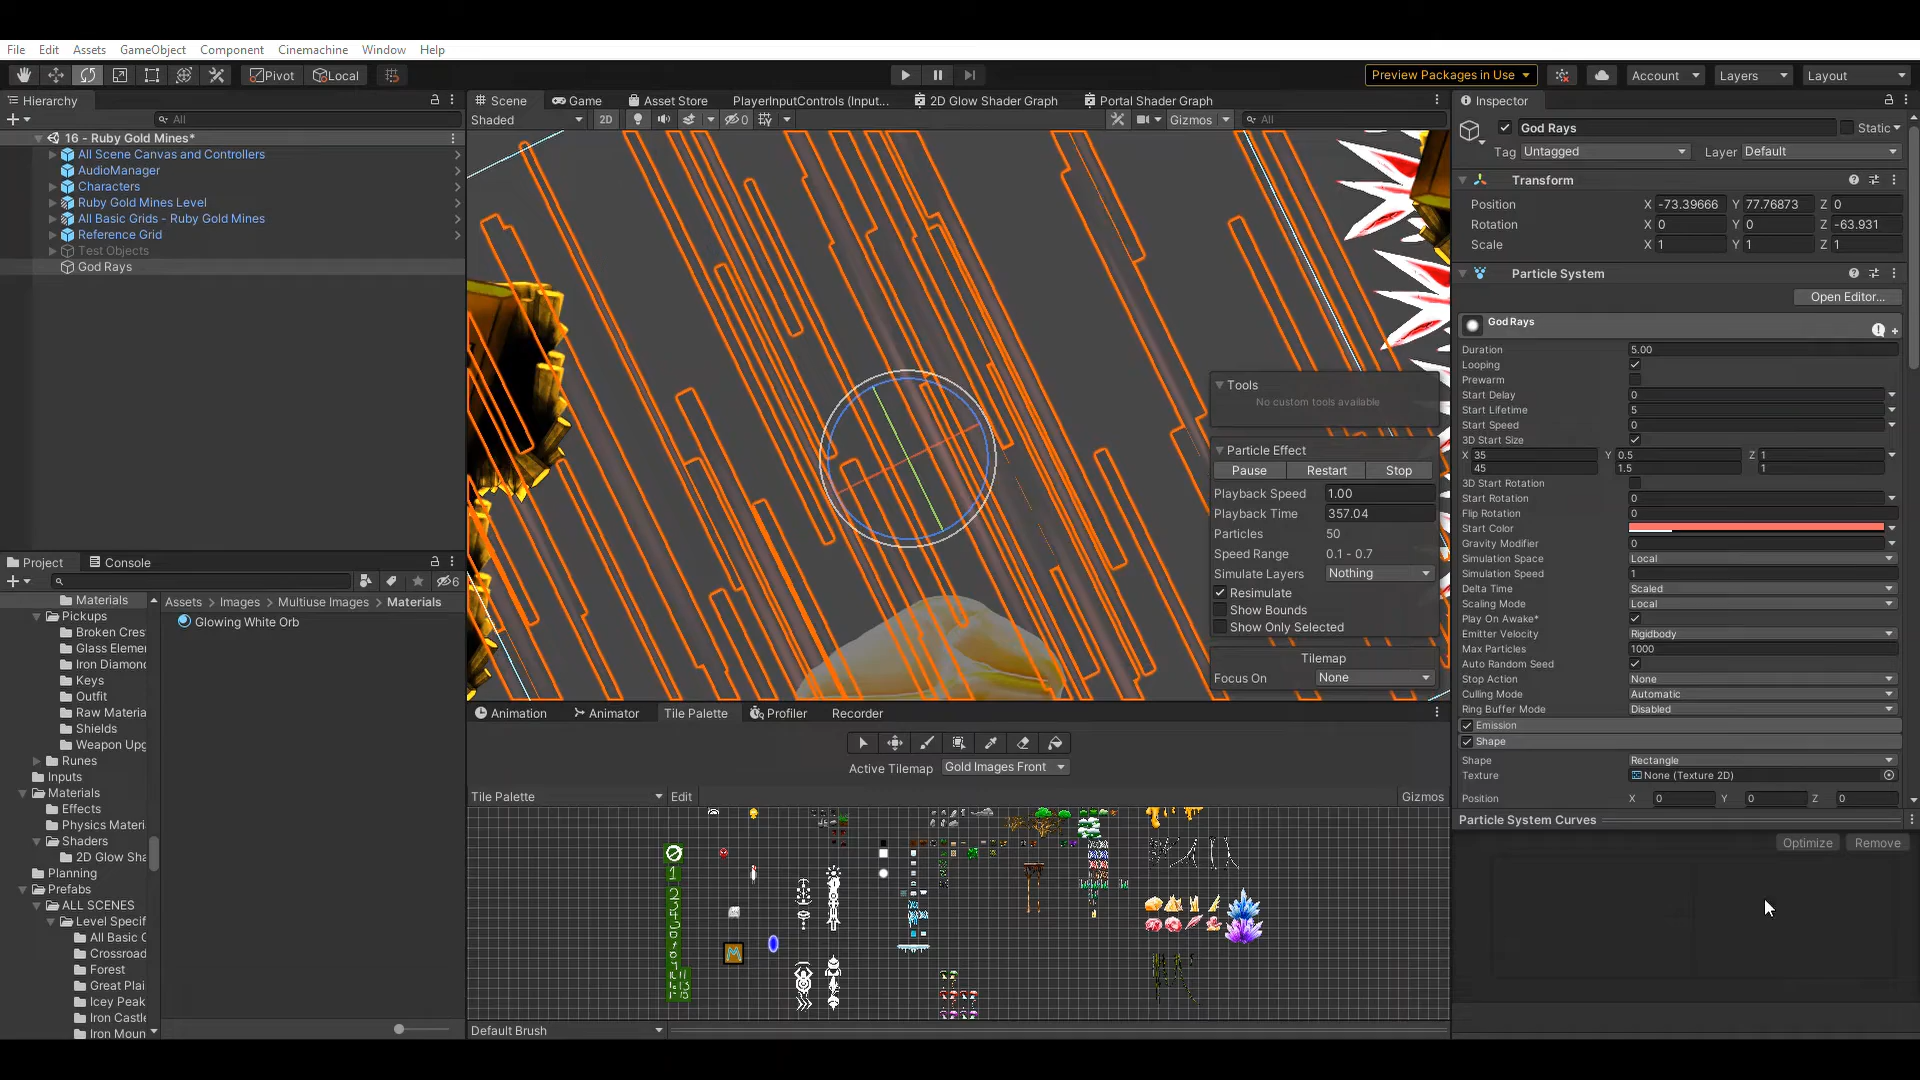 File Edit Assets GameObject Component Cinemachine Window Help
Pivot Local Preview Packages in Use Account Layers Layout
Hierarchy
All
16 - Ruby Gold Mines*
All Scene Canvas and Controllers
AudioManager
Characters
Ruby Gold Mines Level
All Basic Grids - Ruby Gold Mines
Reference Grid
Test Objects
God Rays
Scene Game Asset Store PlayerInputControls (Input... 2D Glow Shader Graph Portal Shader Graph
Shaded 2D 0 Gizmos All
Tools
No custom tools available
Particle Effect
Pause Restart Stop
Playback Speed 1.00
Playback Time 357.04
Particles 50
Speed Range 0.1 - 0.7
Simulate Layers Nothing
Resimulate
Show Bounds
Show Only Selected
Tilemap
Focus On None
Inspector
God Rays Static
Tag Untagged Layer Default
Transform
Position X -73.39666 Y 77.76873 Z 0
Rotation X 0 Y 0 Z -63.931
Scale X 1 Y 1 Z 1
Particle System
Open Editor...
God Rays
Duration 5.00
Looping
Prewarm
Start Delay 0
Start Lifetime 5
Start Speed 0
3D Start Size
X 35 Y 0.5 Z 1
45 1.5 1
3D Start Rotation
Start Rotation 0
Flip Rotation 0
Start Color
Gravity Modifier 0
Simulation Space Local
Simulation Speed 1
Delta Time Scaled
Scaling Mode Local
Play On Awake*
Emitter Velocity Rigidbody
Max Particles 1000
Auto Random Seed
Stop Action None
Culling Mode Automatic
Ring Buffer Mode Disabled
Emission
Shape
Shape Rectangle
Texture None (Texture 2D)
Position X 0 Y 0 Z 0
Particle System Curves
Optimize Remove
Project Console
6
Materials
Pickups
Broken Cres
Glass Elemer
Iron Diamond
Keys
Outfit
Raw Materia
Shields
Weapon Upg
Runes
Inputs
Materials
Effects
Physics Materi
Shaders
2D Glow Sha
Planning
Prefabs
ALL SCENES
Level Specif
All Basic G
Crossroad
Forest
Great Plai
Icey Peak
Iron Castle
Iron Moun
Assets > Images > Multiuse Images > Materials
Glowing White Orb
Animation Animator Tile Palette Profiler Recorder
Active Tilemap Gold Images Front
Tile Palette Edit Gizmos
Default Brush